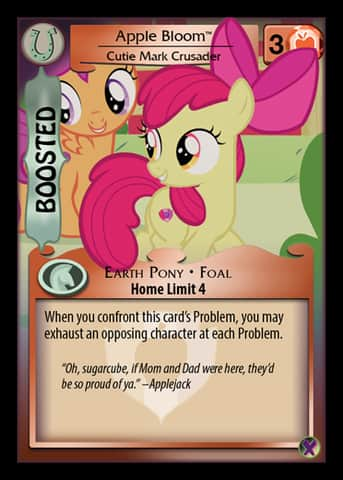 Apple Bloom™
Cutie Mark Crusader
3
BOOSTED
EARTH PONY • FOAL
Home Limit 4
When you confront this card's Problem, you may
exhaust an opposing character at each Problem.
"Oh, sugarcube, if Mom and Dad were here, they'd
be so proud of ya." –Applejack